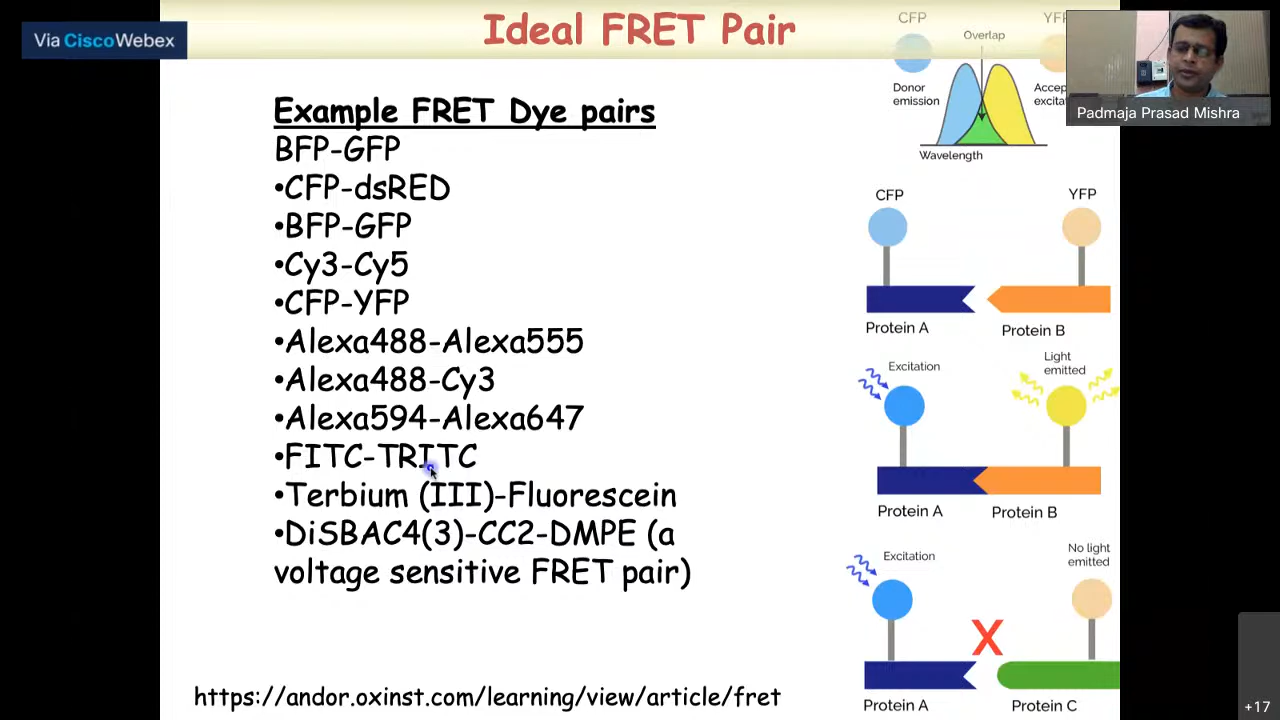 Via CiscoWebex
Ideal FRET Pair
Example FRET Dye pairs
BFP-GFP
•CFP-dsRED
•BFP-GFP
•Cy3-Cy5
•CFP-YFP
•Alexa488-Alexa555
•Alexa488-Cy3
•Alexa594-Alexa647
•FITC-TRITC
•Terbium (III)-Fluorescein
•DiSBAC4(3)-CC2-DMPE (a
voltage sensitive FRET pair)
https://andor.oxinst.com/learning/view/article/fret
CFP
Overlap
Donor
emission
Wavelength
Padmaja Prasad Mishra
CFP
YFP
Protein A
Protein B
Excitation
Light
emitted
Protein A
Protein B
Excitation
No light
emitted
X
Protein A
Protein C
+17